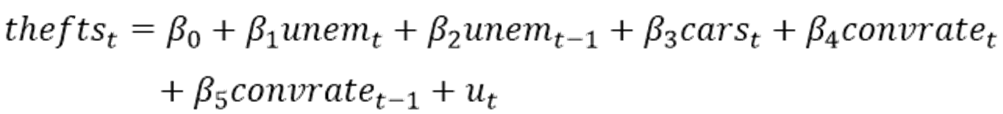 thefts_t = β_0 + β_1unem_t + β_2unem_{t−1} + β_3cars_t + β_4convrate_t
+ β_5convrate_{t−1} + u_t